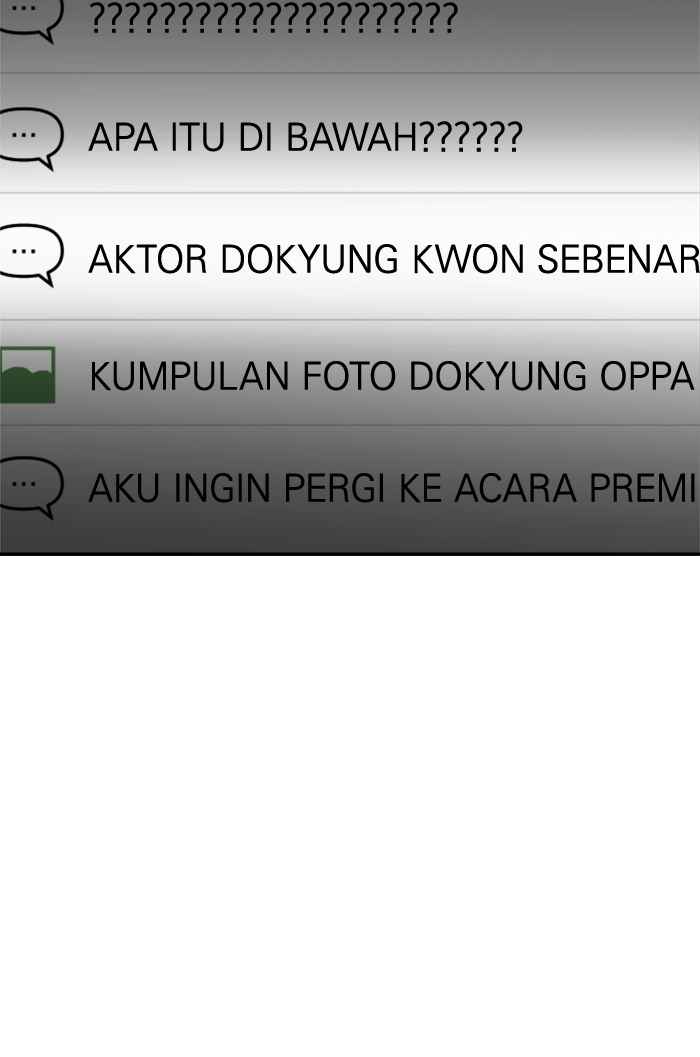 ?????????????????????
APA ITU DI BAWAH??????
AKTOR DOKYUNG KWON SEBENAR
KUMPULAN FOTO DOKYUNG OPPA
AKU INGIN PERGI KE ACARA PREMI